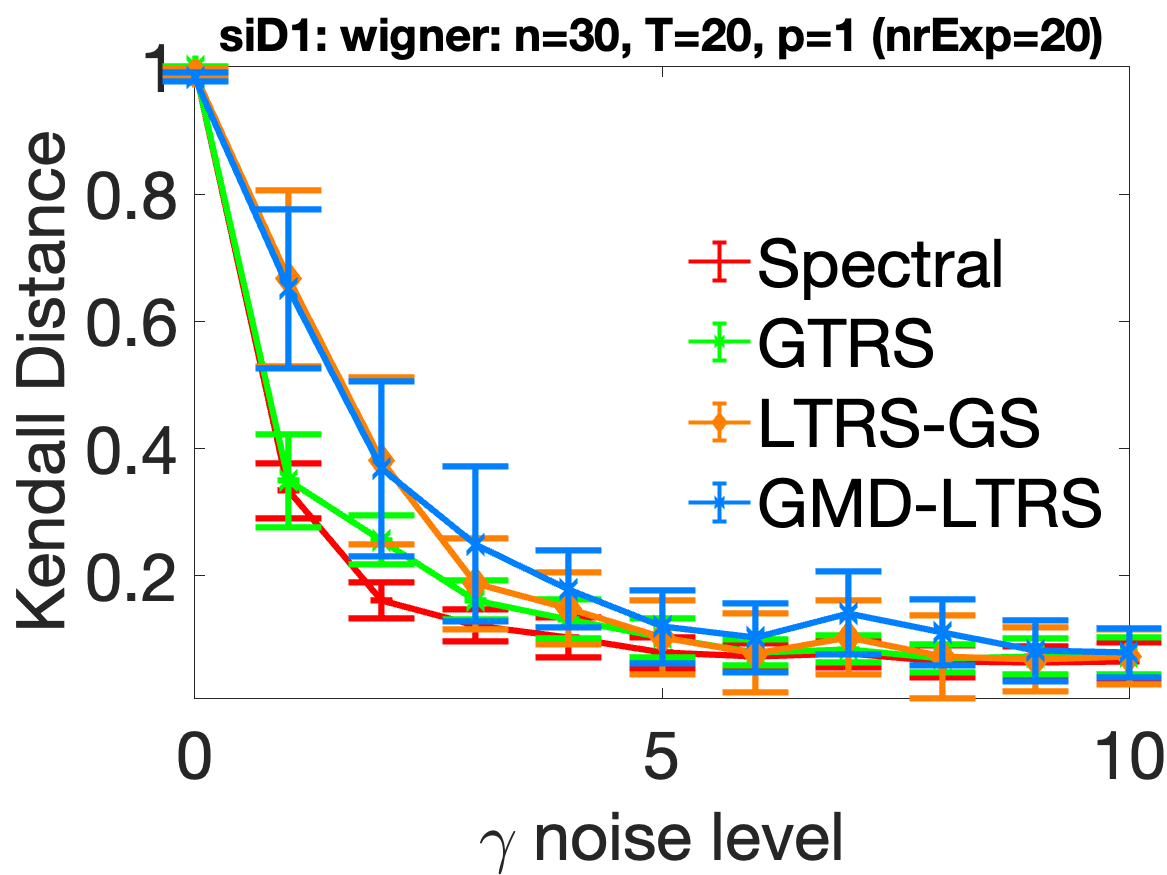 siD1: wigner: n=30, T=20, p=1 (nrExp=20)
Kendall Distance
1
0.8
0.6
0.4
0.2
Spectral
GTRS
LTRS-GS
GMD-LTRS
0 5 10
γ noise level